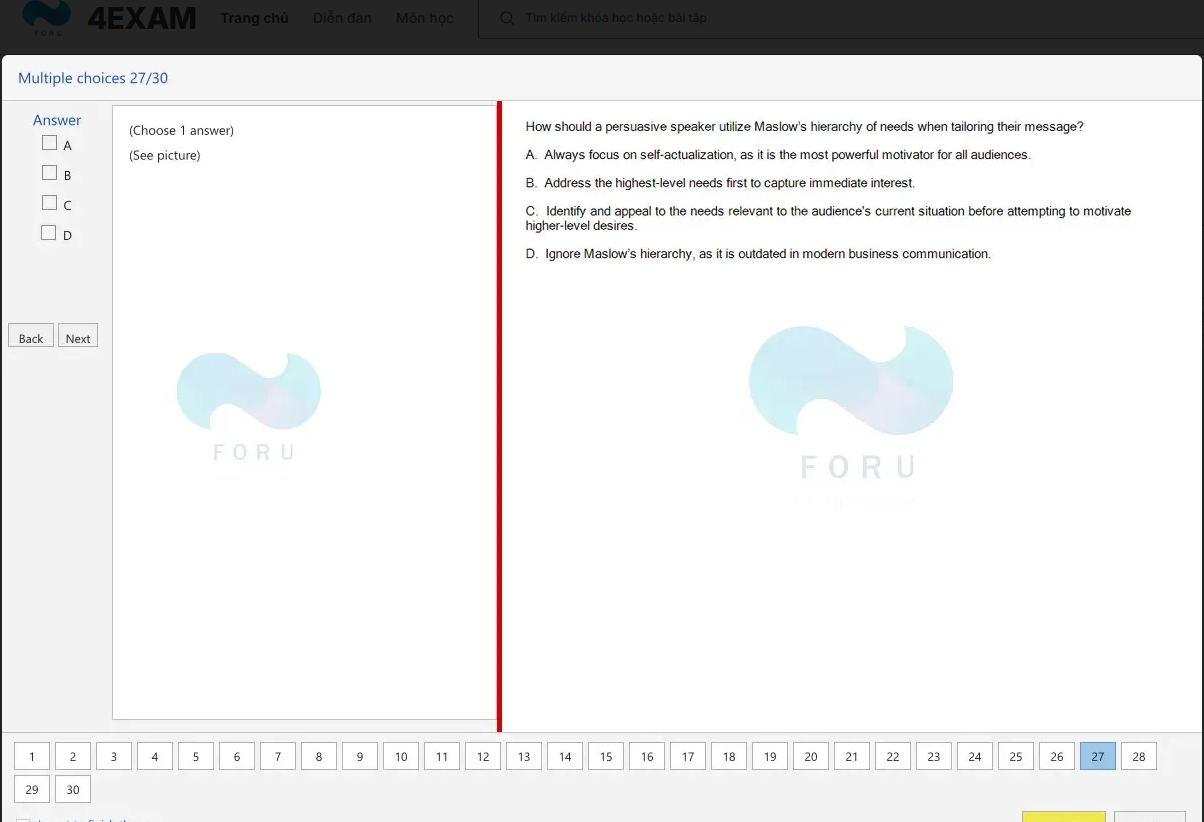 FORU
4EXAM
Trang chủ
Diễn đàn
Môn học
Tìm kiếm khóa học hoặc bài tập
Multiple choices 27/30
Answer
A
B
C
D
Back
Next
(Choose 1 answer)
(See picture)
FORU
How should a persuasive speaker utilize Maslow's hierarchy of needs when tailoring their message?
A. Always focus on self-actualization, as it is the most powerful motivator for all audiences.
B. Address the highest-level needs first to capture immediate interest.
C. Identify and appeal to the needs relevant to the audience's current situation before attempting to motivate
higher-level desires.
D. Ignore Maslow's hierarchy, as it is outdated in modern business communication.
FORU
1 2 3 4 5 6 7 8 9 10 11 12 13 14 15 16 17 18 19 20 21 22 23 24 25 26 27 28
29 30